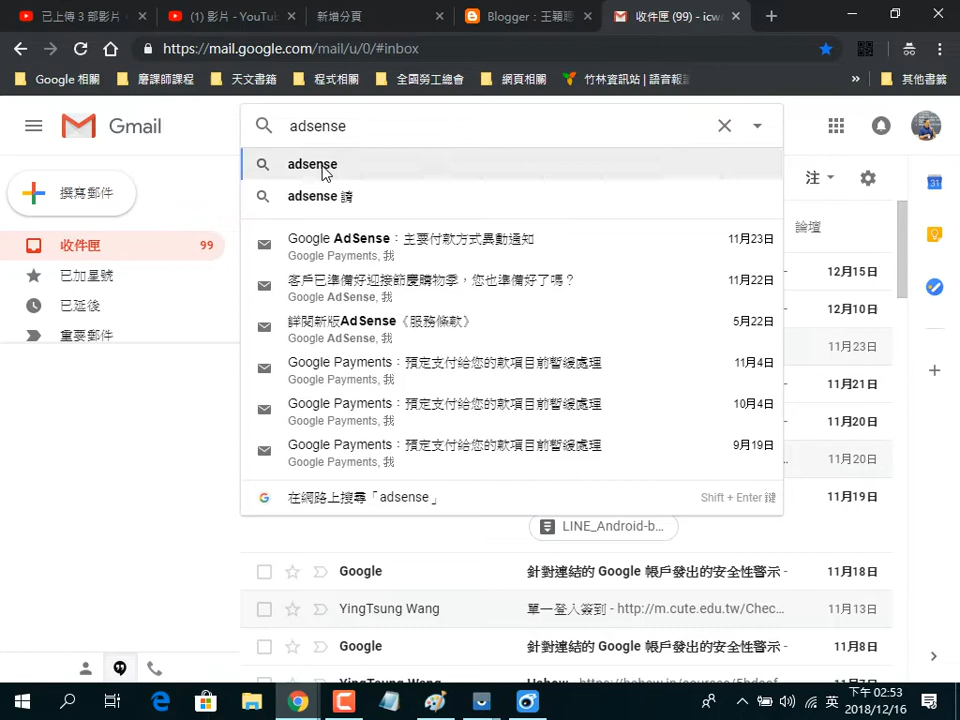 已上傳 3 部影片
(1) 影片 - YouTu
新增分頁
Blogger：王穎聰
收件匣 (99) - icw
https://mail.google.com/mail/u/0/#inbox
Google 相關
磨課師課程
天文書籤
程式相關
全國勞工總會
網頁相關
竹林資訊站 | 語音報
»
其他書籤
Gmail
adsense
撰寫郵件
收件匣 99
已加星號
已延後
重要郵件
adsense
adsense 請
Google AdSense：主要付款方式異動通知 11月23日
Google Payments, 我
客戶已準備好迎接節慶購物季，您也準備好了嗎？ 11月22日
Google AdSense, 我
詳閱新版AdSense《服務條款》 5月22日
Google AdSense, 我
Google Payments：預定支付給您的款項目前暫緩處理 11月4日
Google Payments, 我
Google Payments：預定支付給您的款項目前暫緩處理 10月4日
Google Payments, 我
Google Payments：預定支付給您的款項目前暫緩處理 9月19日
Google Payments, 我
在網路上搜尋「adsense」 Shift + Enter 鍵
注
31
論壇
12月15日
12月10日
11月23日
11月21日
11月20日
11月20日
11月19日
LINE_Android-b...
Google 針對連結的 Google 帳戶發出的安全性警示 - 11月18日
YingTsung Wang 單一登入簽到 - http://m.cute.edu.tw/Chec... 11月13日
Google 針對連結的 Google 帳戶發出的安全性警示 - 11月8日
英
下午 02:53
2018/12/16